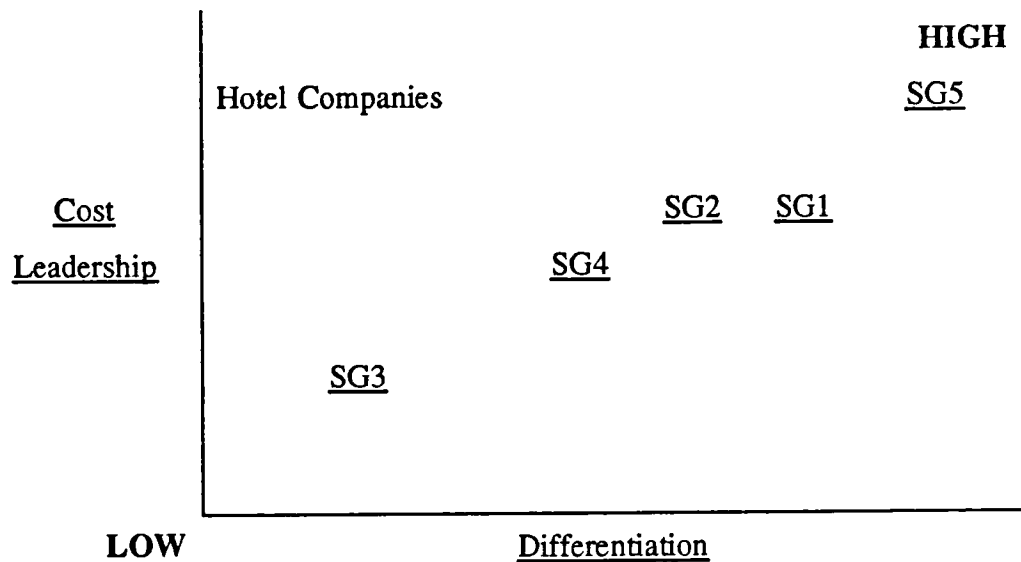 HIGH
Hotel Companies
SG5
Cost
SG2
SG1
Leadership
SG4
SG3
LOW
Differentiation